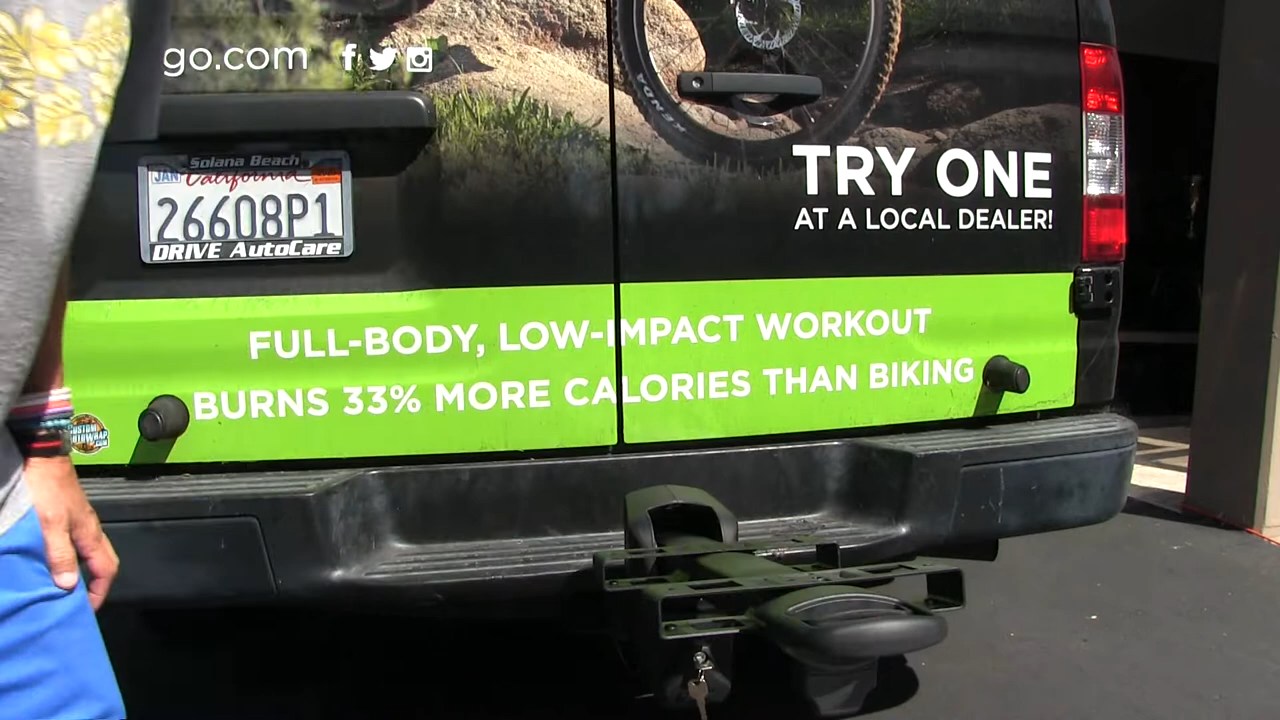 go.com
KENDA
TRY ONE
AT A LOCAL DEALER!
Solana Beach
JAN California
26608P1
DRIVE AutoCare
FULL-BODY, LOW-IMPACT WORKOUT
BURNS 33% MORE CALORIES THAN BIKING
CUSTOM